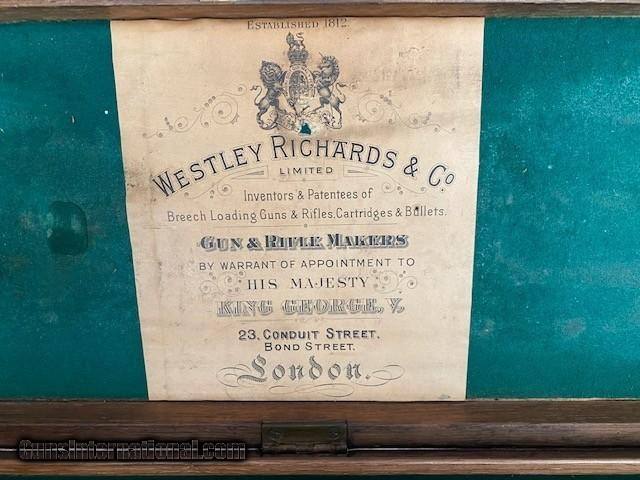 ESTABLISHED 1812.
WESTLEY RICHARDS & Co
LIMITED
Inventors & Patentees of
Breech Loading Guns & Rifles, Cartridges & Bullets.
GUN & RIFLE MAKERS
BY WARRANT OF APPOINTMENT TO
HIS MAJESTY
KING GEORGE, V.
23, CONDUIT STREET,
BOND STREET.
London.
GunsInternational.com